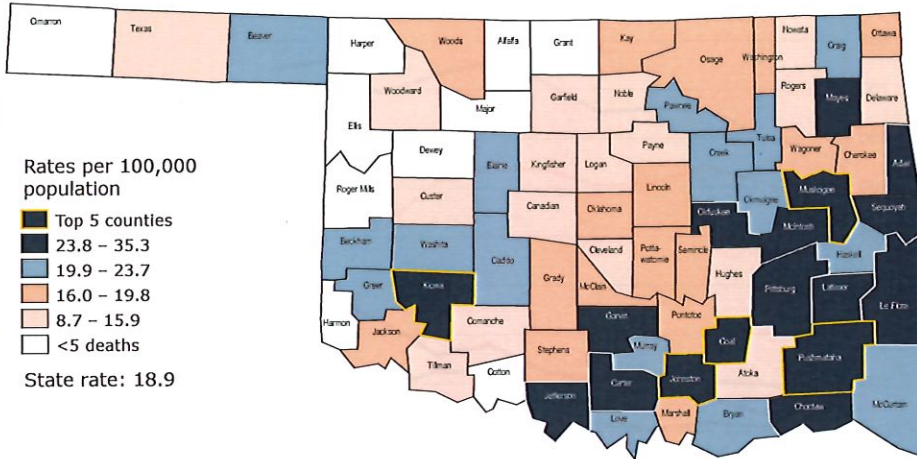 Cimarron
Texas
Beaver
Harper
Woods
Alfalfa
Grant
Kay
Osage
Washington
Nowata
Craig
Ottawa
Woodward
Major
Garfield
Noble
Pawnee
Rogers
Mayes
Delaware
Ellis
Dewey
Blaine
Kingfisher
Logan
Payne
Creek
Tulsa
Wagoner
Cherokee
Adair
Roger Mills
Custer
Canadian
Oklahoma
Lincoln
Okfuskee
Okmulgee
Muskogee
McIntosh
Sequoyah
Beckham
Washita
Caddo
Grady
Cleveland
McClain
Potta-
watomie
Seminole
Hughes
Pittsburg
Haskell
Latimer
Le Flore
Greer
Kiowa
Harmon
Jackson
Comanche
Tillman
Cotton
Stephens
Garvin
Murray
Pontotoc
Coal
Atoka
Pushmataha
Jefferson
Carter
Johnston
Love
Marshall
Bryan
Choctaw
McCurtain
Rates per 100,000
population
Top 5 counties
23.8 – 35.3
19.9 – 23.7
16.0 – 19.8
8.7 – 15.9
<5 deaths
State rate: 18.9